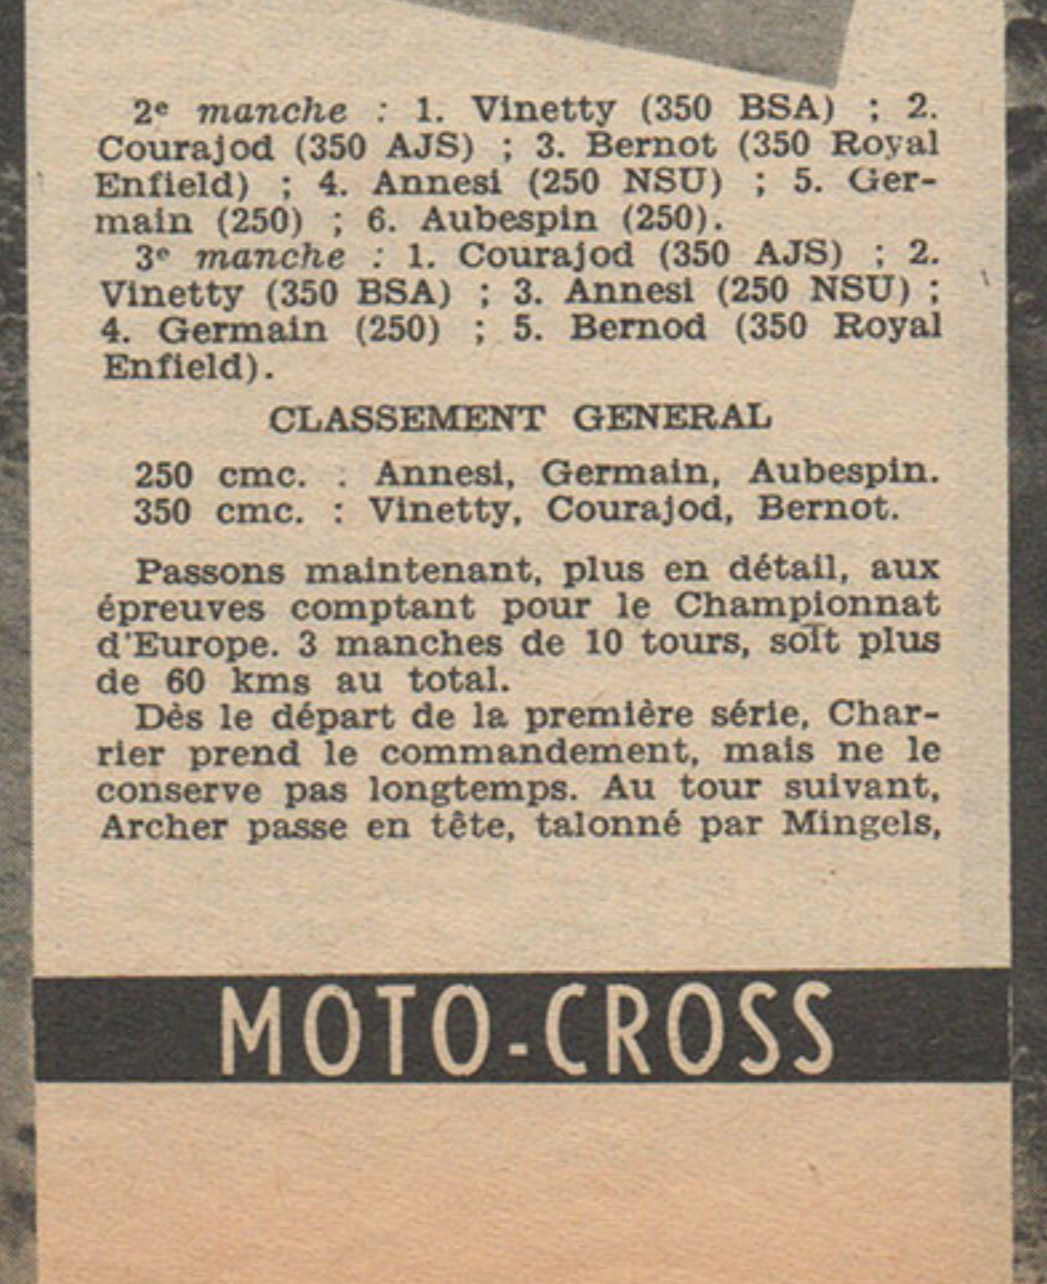 2e manche : 1. Vinetty (350 BSA) ; 2.
Courajod (350 AJS) ; 3. Bernot (350 Royal
Enfield) ; 4. Annesi (250 NSU) ; 5. Ger-
main (250) ; 6. Aubespin (250).
3e manche : 1. Courajod (350 AJS) ; 2.
Vinetty (350 BSA) ; 3. Annesi (250 NSU) ;
4. Germain (250) ; 5. Bernod (350 Royal
Enfield).
CLASSEMENT GENERAL
250 cmc. : Annesi, Germain, Aubespin.
350 cmc. : Vinetty, Courajod, Bernot.
Passons maintenant, plus en détail, aux
épreuves comptant pour le Championnat
d'Europe. 3 manches de 10 tours, soit plus
de 60 kms au total.
Dès le départ de la première série, Char-
rier prend le commandement, mais ne le
conserve pas longtemps. Au tour suivant,
Archer passe en tête, talonné par Mingels,
MOTO-CROSS